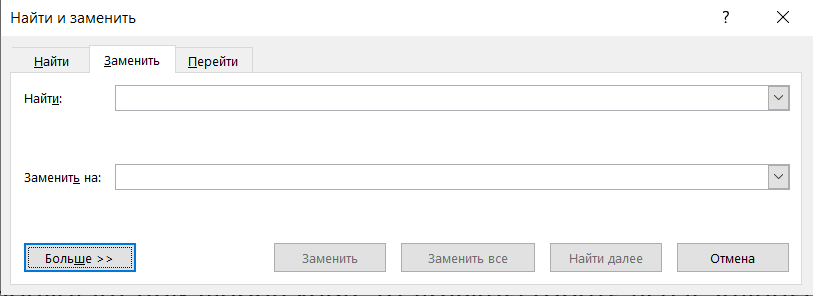 Найти и заменить ?
Найти Заменить Перейти
Найти:
Заменить на:
Больше >> Заменить Заменить все Найти далее Отмена